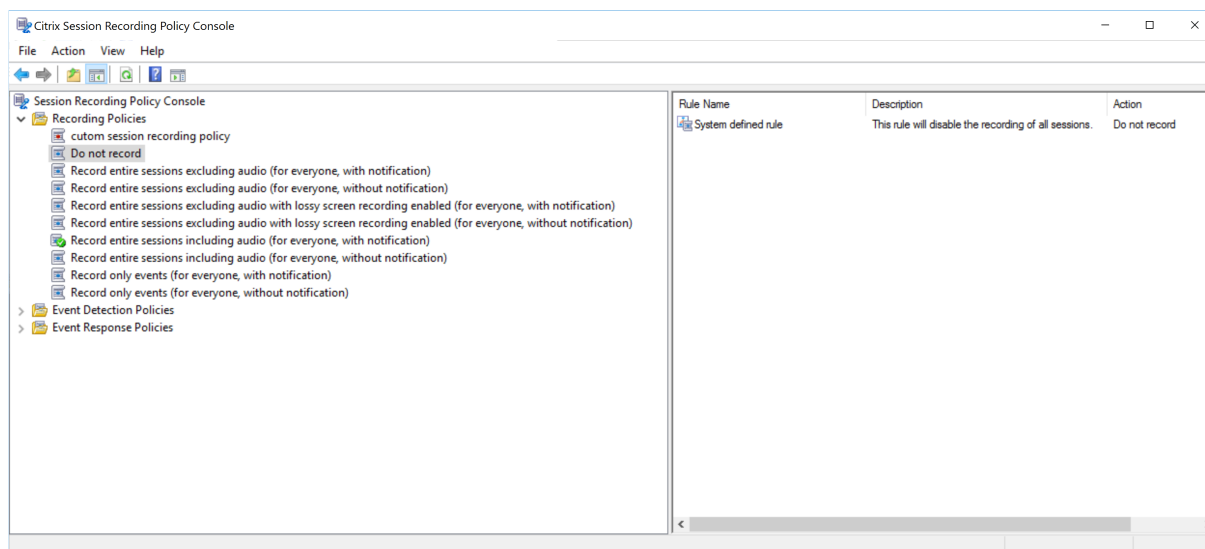 Citrix Session Recording Policy Console
File Action View Help
Session Recording Policy Console
Recording Policies
cutom session recording policy
Do not record
Record entire sessions excluding audio (for everyone, with notification)
Record entire sessions excluding audio (for everyone, without notification)
Record entire sessions excluding audio with lossy screen recording enabled (for everyone, with notification)
Record entire sessions excluding audio with lossy screen recording enabled (for everyone, without notification)
Record entire sessions including audio (for everyone, with notification)
Record entire sessions including audio (for everyone, without notification)
Record only events (for everyone, with notification)
Record only events (for everyone, without notification)
Event Detection Policies
Event Response Policies
Rule Name Description Action
System defined rule This rule will disable the recording of all sessions. Do not record